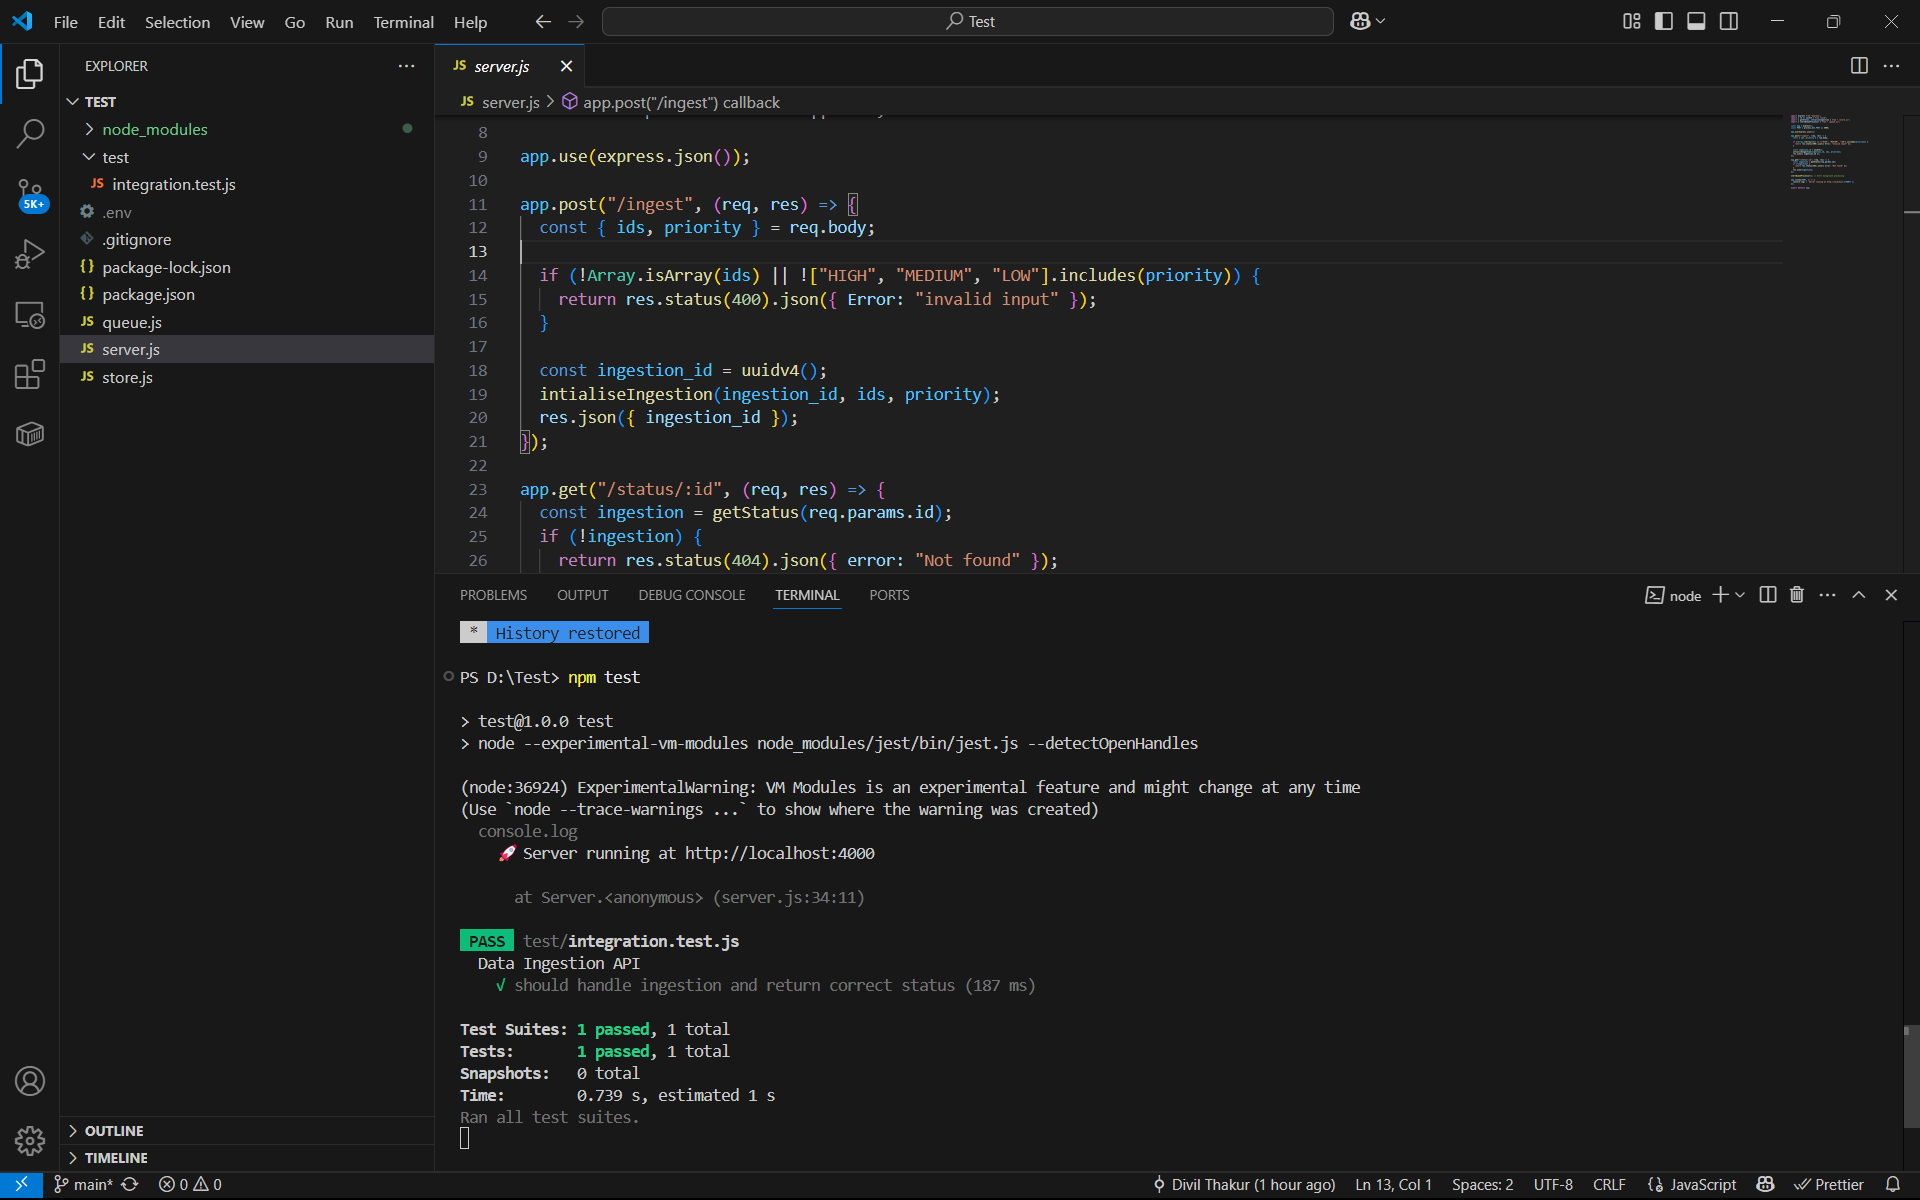 File Edit Selection View Go Run Terminal Help
Test
EXPLORER
TEST
node_modules
test
JS integration.test.js
.env
.gitignore
{} package-lock.json
{} package.json
JS queue.js
JS server.js
JS store.js
5K+
OUTLINE
TIMELINE
JS server.js
JS server.js > app.post("/ingest") callback
8
9 app.use(express.json());
10
11 app.post("/ingest", (req, res) => {
12 const { ids, priority } = req.body;
13
14 if (!Array.isArray(ids) || !["HIGH", "MEDIUM", "LOW"].includes(priority)) {
15 return res.status(400).json({ Error: "invalid input" });
16 }
17
18 const ingestion_id = uuidv4();
19 intialiseIngestion(ingestion_id, ids, priority);
20 res.json({ ingestion_id });
21 });
22
23 app.get("/status/:id", (req, res) => {
24 const ingestion = getStatus(req.params.id);
25 if (!ingestion) {
26 return res.status(404).json({ error: "Not found" });
PROBLEMS OUTPUT DEBUG CONSOLE TERMINAL PORTS
node
* History restored
PS D:\Test> npm test
> test@1.0.0 test
> node --experimental-vm-modules node_modules/jest/bin/jest.js --detectOpenHandles
(node:36924) ExperimentalWarning: VM Modules is an experimental feature and might change at any time
(Use `node --trace-warnings ...` to show where the warning was created)
console.log
🚀 Server running at http://localhost:4000
at Server.<anonymous> (server.js:34:11)
PASS test/integration.test.js
Data Ingestion API
√ should handle ingestion and return correct status (187 ms)
Test Suites: 1 passed, 1 total
Tests: 1 passed, 1 total
Snapshots: 0 total
Time: 0.739 s, estimated 1 s
Ran all test suites.
main* 0 0
Divil Thakur (1 hour ago) Ln 13, Col 1 Spaces: 2 UTF-8 CRLF {} JavaScript Prettier